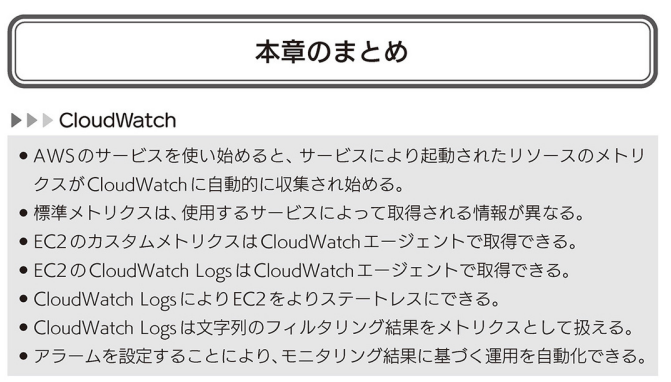 本章のまとめ
▶▶▶ CloudWatch
● AWSのサービスを使い始めると、サービスにより起動されたリソースのメトリ
クスがCloudWatchに自動的に収集され始める。
● 標準メトリクスは、使用するサービスによって取得される情報が異なる。
● EC2のカスタムメトリクスはCloudWatchエージェントで取得できる。
● EC2のCloudWatch LogsはCloudWatchエージェントで取得できる。
● CloudWatch LogsによりEC2をよりステートレスにできる。
● CloudWatch Logsは文字列のフィルタリング結果をメトリクスとして扱える。
● アラームを設定することにより、モニタリング結果に基づく運用を自動化できる。